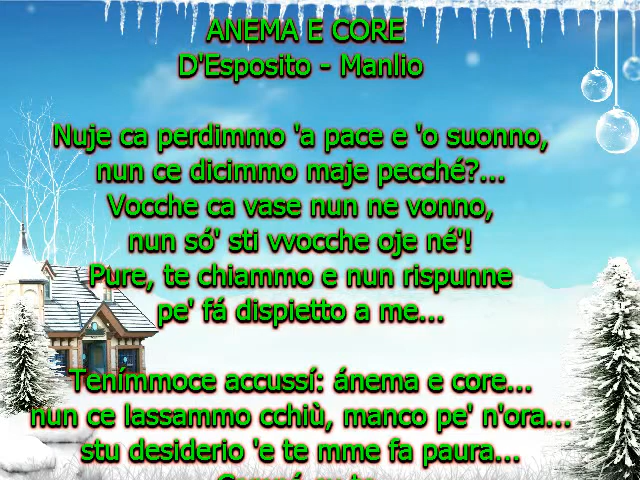 ANEMA E CORE
D'Esposito - Manlio
Nuje ca perdimmo 'a pace e 'o suonno,
nun ce dicimmo maje pecché?...
Vocche ca vase nun ne vonno,
nun só' sti vvocche oje né'!
Pure, te chiammo e nun rispunne
pe' fá dispietto a me...
Tenímmoce accussí: ánema e core...
nun ce lassammo cchiù, manco pe' n'ora...
stu desiderio 'e te mme fa paura...